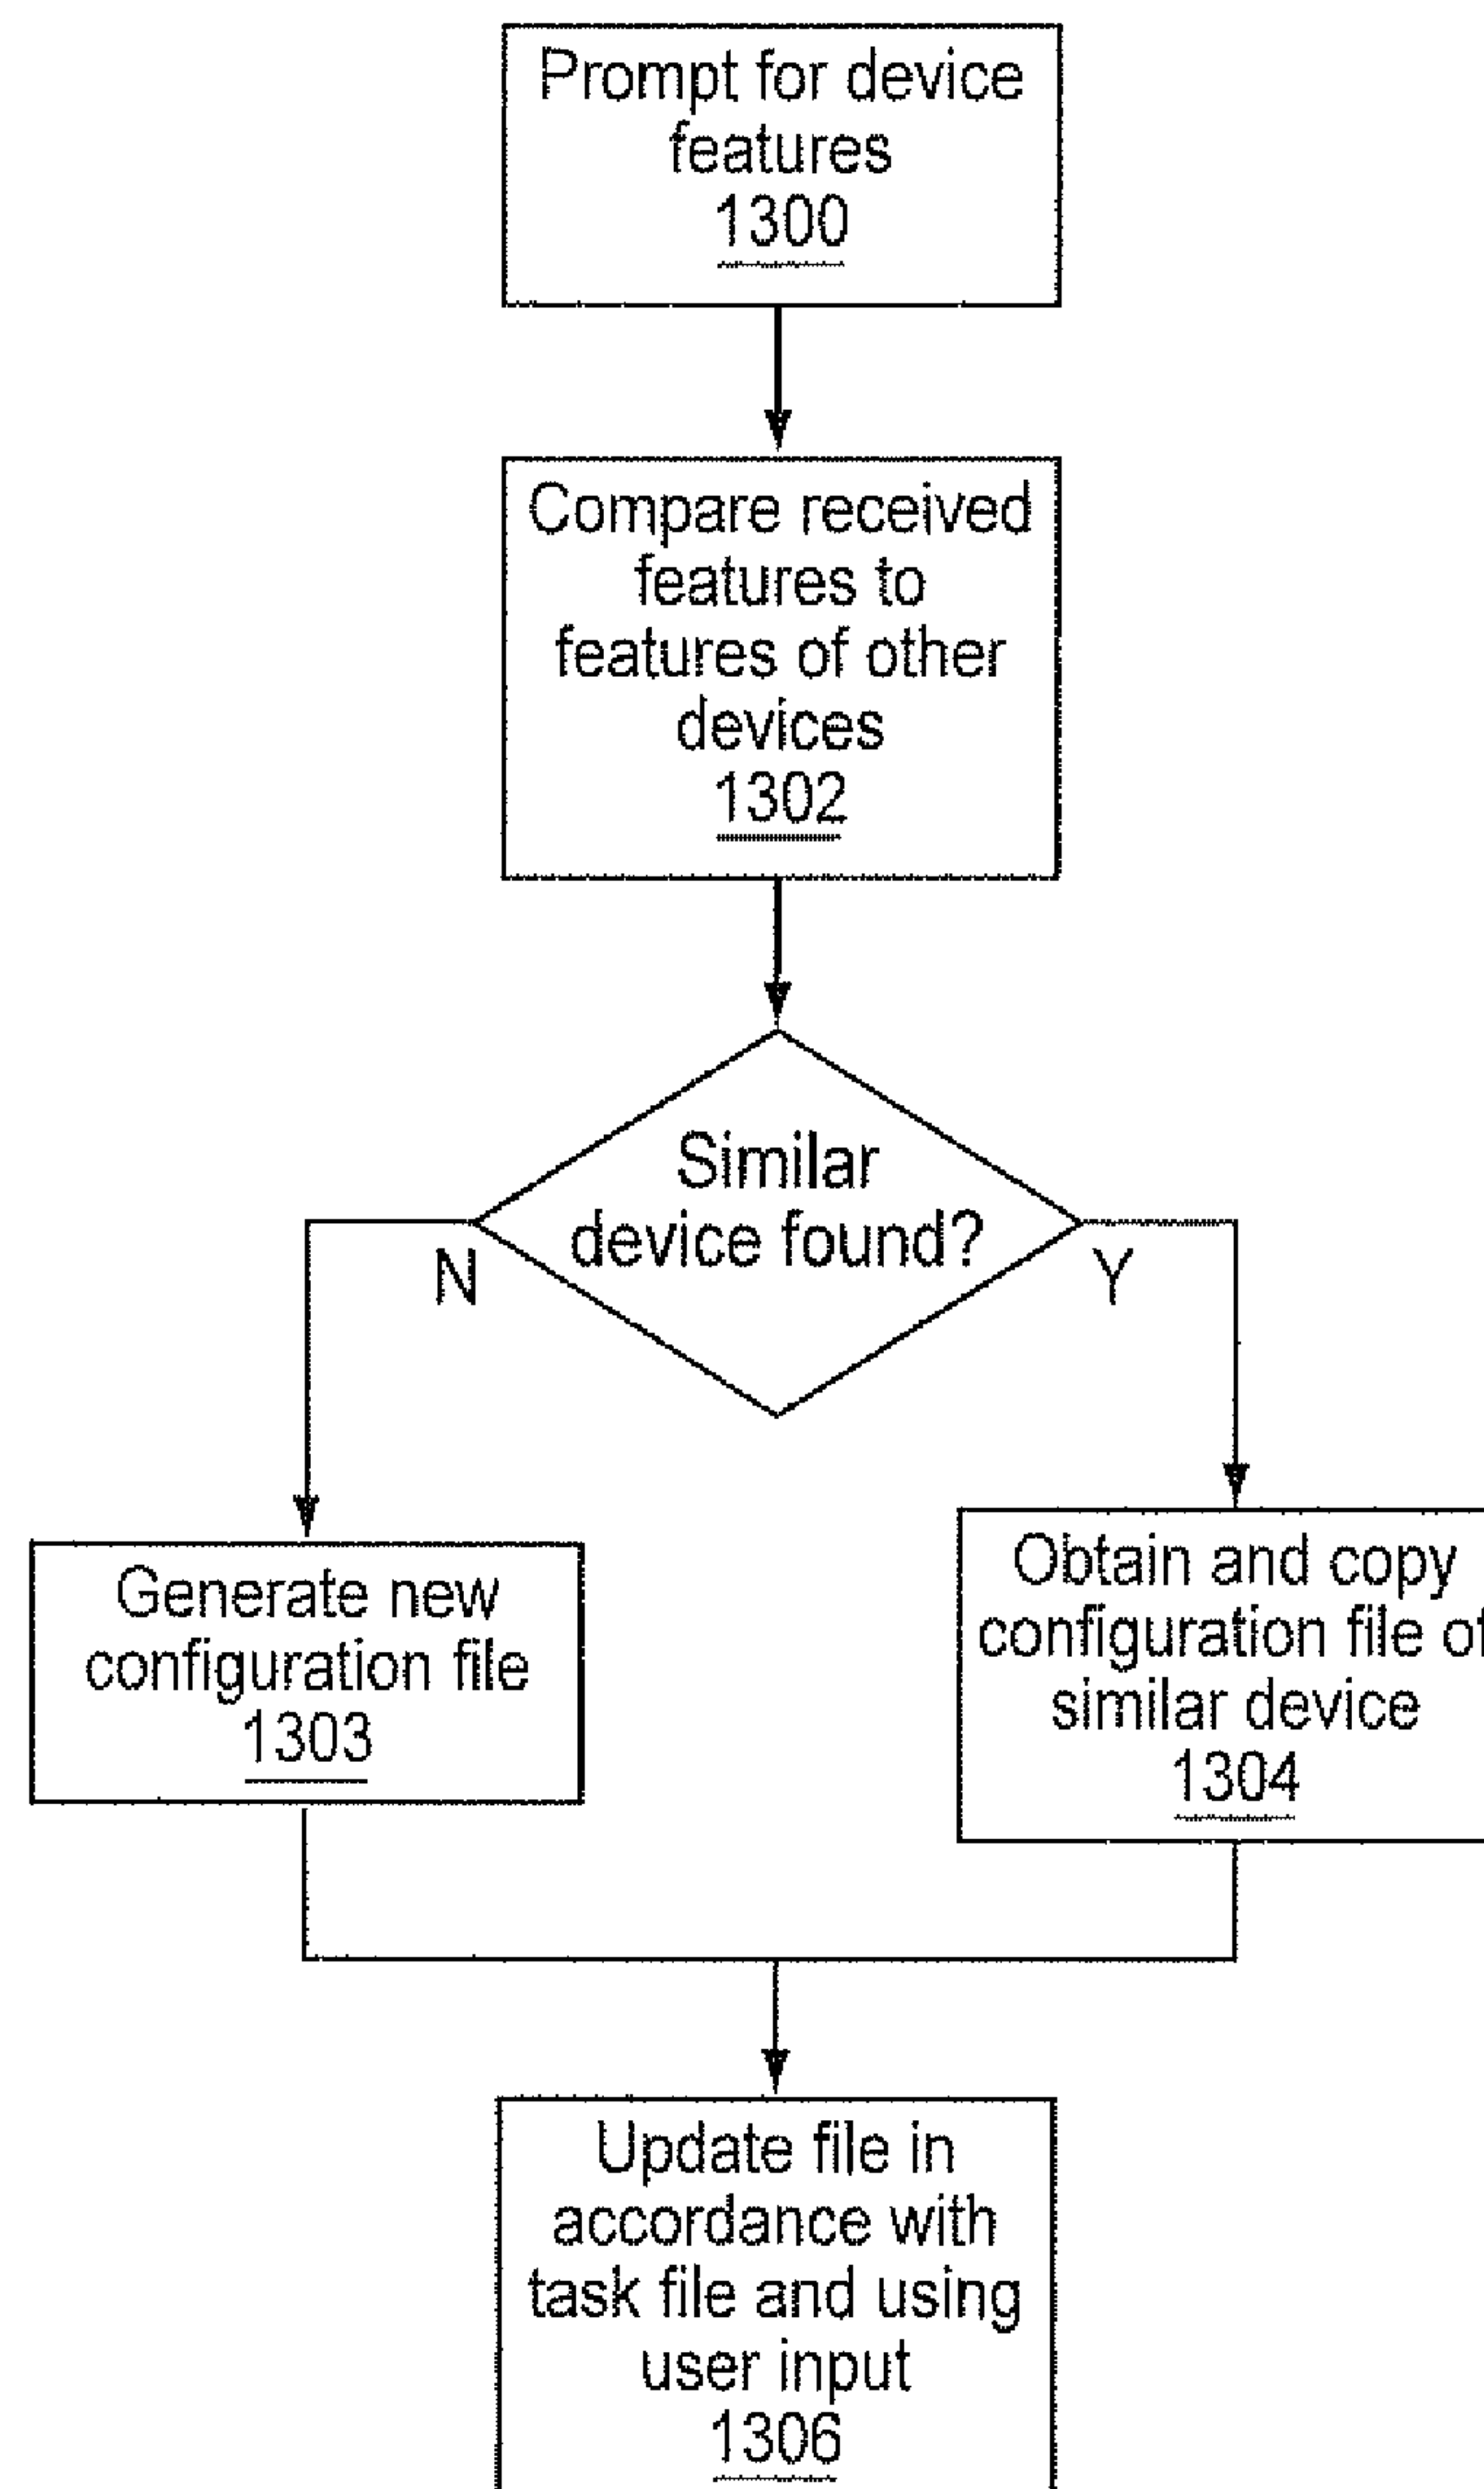 Prompt for device
features
1300
Compare received
features to
features of other
devices
1302
Similar
device found?
N
Y
Generate new
configuration file
1303
Obtain and copy
configuration file of
similar device
1304
Update file in
accordance with
task file and using
user input
1306